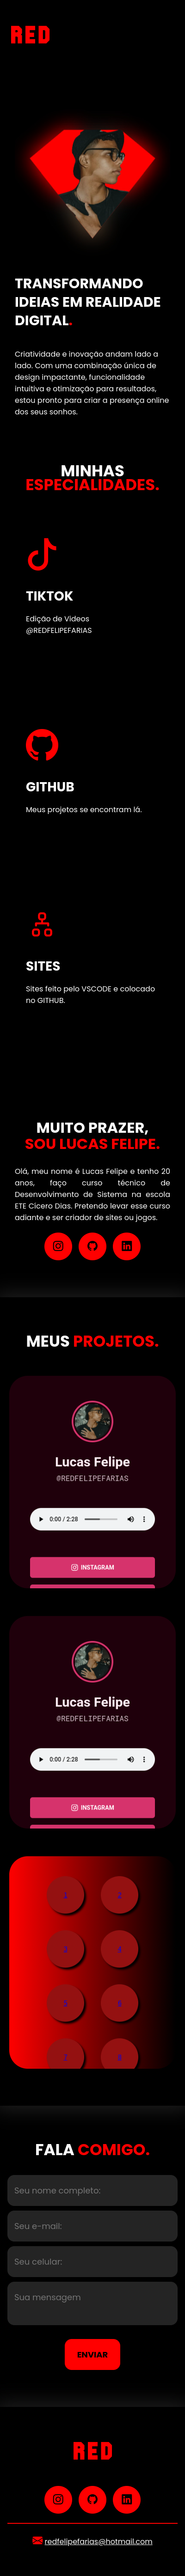 RED
TRANSFORMANDO
IDEIAS EM REALIDADE
DIGITAL.
Criatividade e inovação andam lado a
lado. Com uma combinação única de
design impactante, funcionalidade
intuitiva e otimização para resultados,
estou pronto para criar a presença online
dos seus sonhos.
MINHAS
ESPECIALIDADES.
TIKTOK
Edição de Videos
@REDFELIPEFARIAS
GITHUB
Meus projetos se encontram lá.
SITES
Sites feito pelo VSCODE e colocado
no GITHUB.
MUITO PRAZER,
SOU LUCAS FELIPE.
Olá, meu nome é Lucas Felipe e tenho 20
anos, faço curso técnico de
Desenvolvimento de Sistema na escola
ETE Cícero Dias. Pretendo levar esse curso
adiante e ser criador de sites ou jogos.
MEUS PROJETOS.
Lucas Felipe
@REDFELIPEFARIAS
0:00 / 2:28
INSTAGRAM
Lucas Felipe
@REDFELIPEFARIAS
0:00 / 2:28
INSTAGRAM
1 2
3 4
5 6
7 8
FALA COMIGO.
Seu nome completo:
Seu e-mail:
Seu celular:
Sua mensagem
ENVIAR
RED
redfelipefarias@hotmail.com